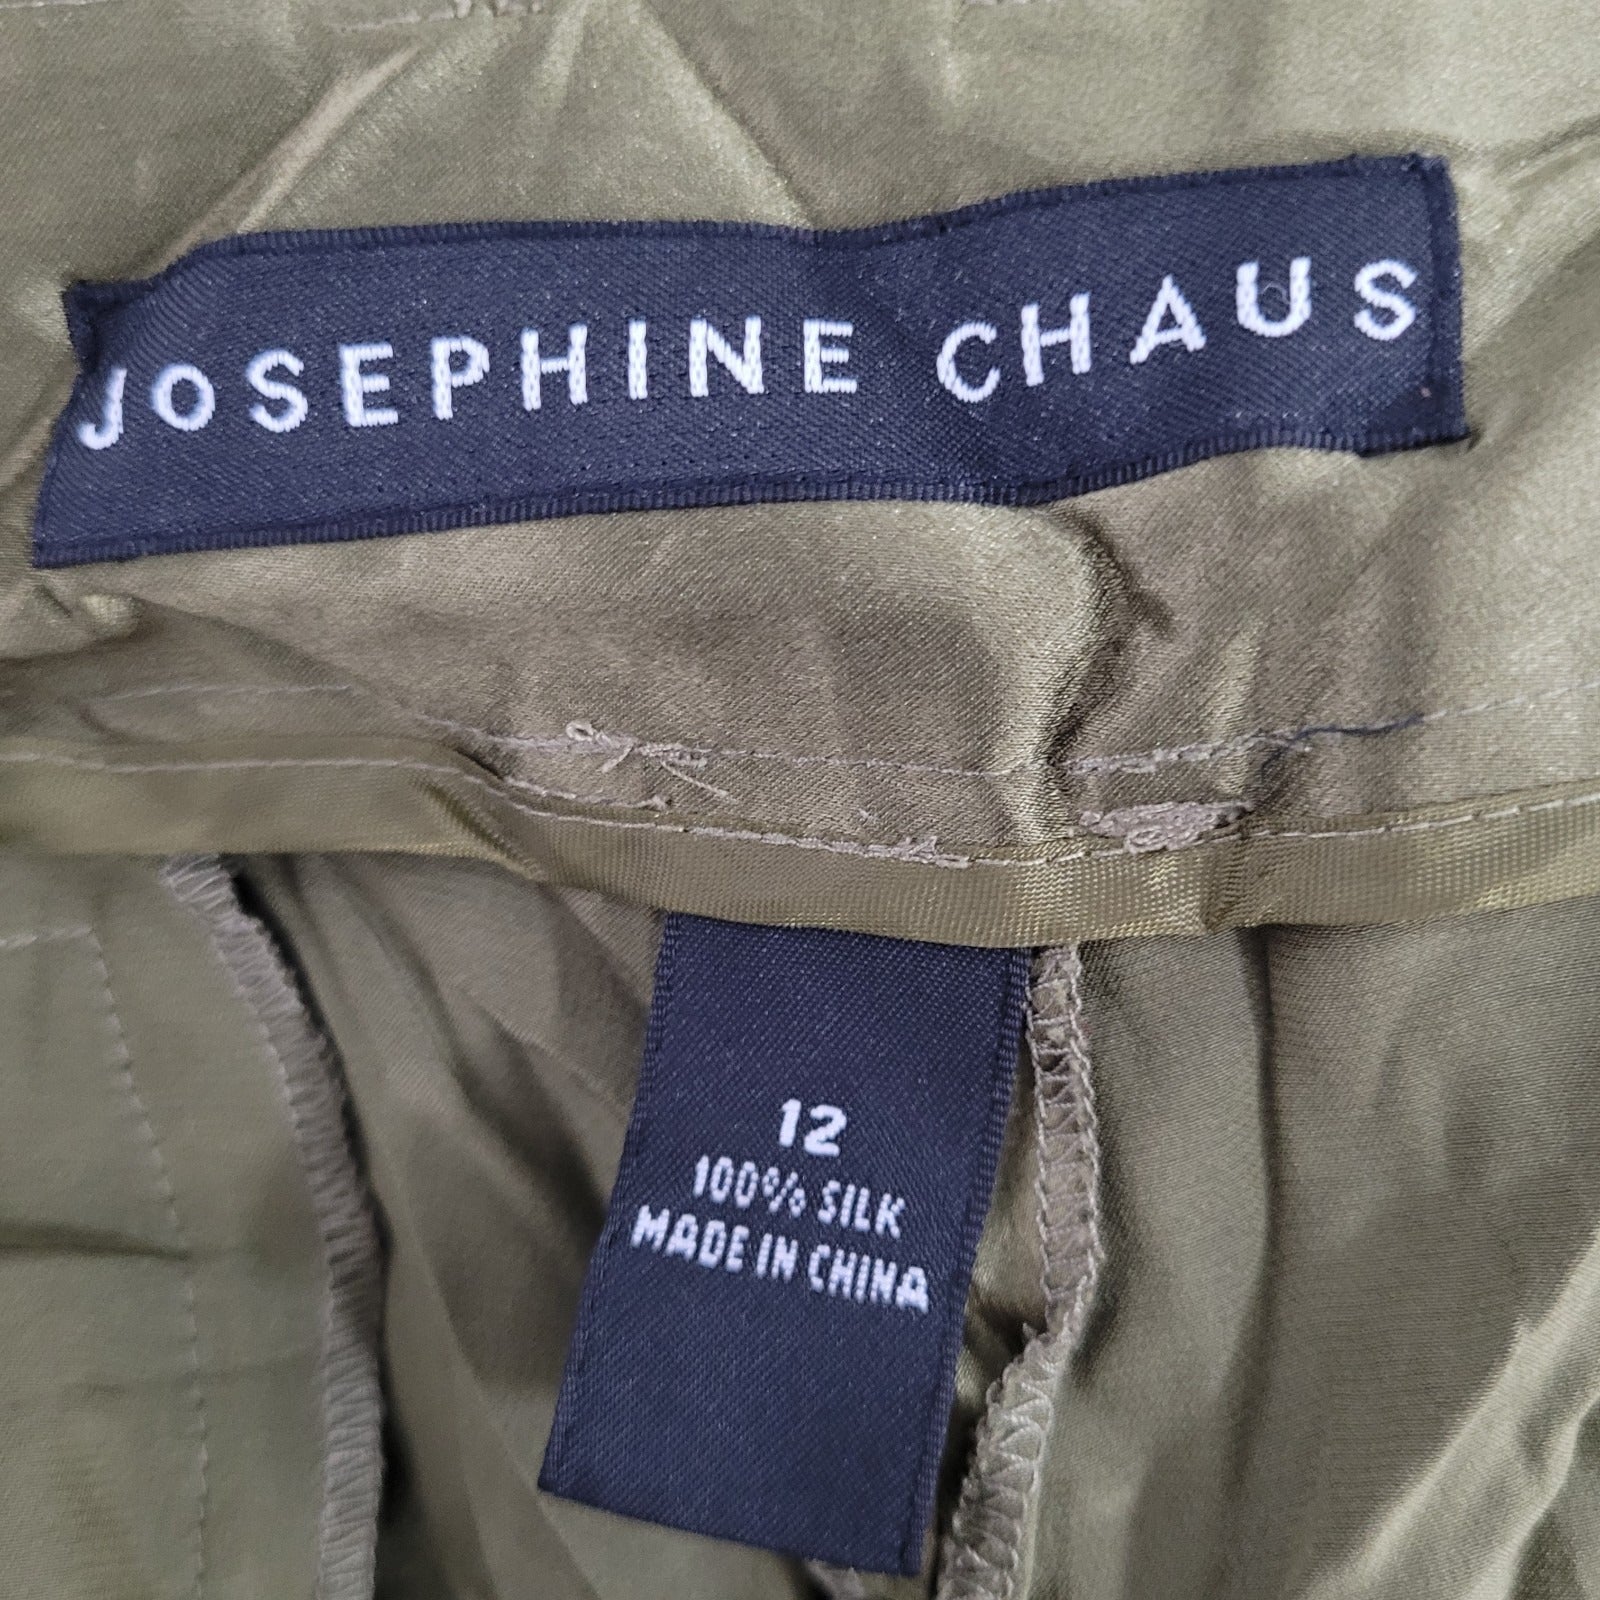 JOSEPHINE CHAUS
12
100% SILK
MADE IN CHINA